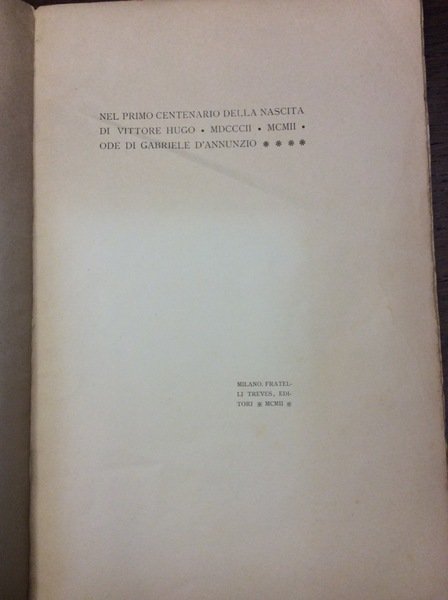 NEL PRIMO CENTENARIO DELLA NASCITA
DI VITTORE HUGO • MDCCCII • MCMII •
ODE DI GABRIELE D'ANNUNZIO * * * *
MILANO. FRATEL-
LI TREVES, EDI-
TORI * MCMII *